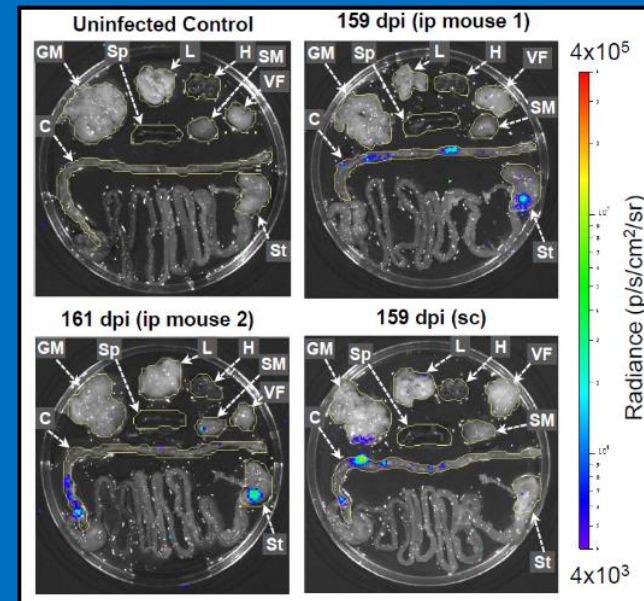 Uninfected Control
GM Sp L H SM VF
C
St
159 dpi (ip mouse 1)
GM Sp L H VF
SM
C
St
161 dpi (ip mouse 2)
GM Sp L H SM
VF
C
St
159 dpi (sc)
GM Sp L H VF
SM
C
St
4x10⁵
10⁴
4x10³
Radiance (p/s/cm²/sr)